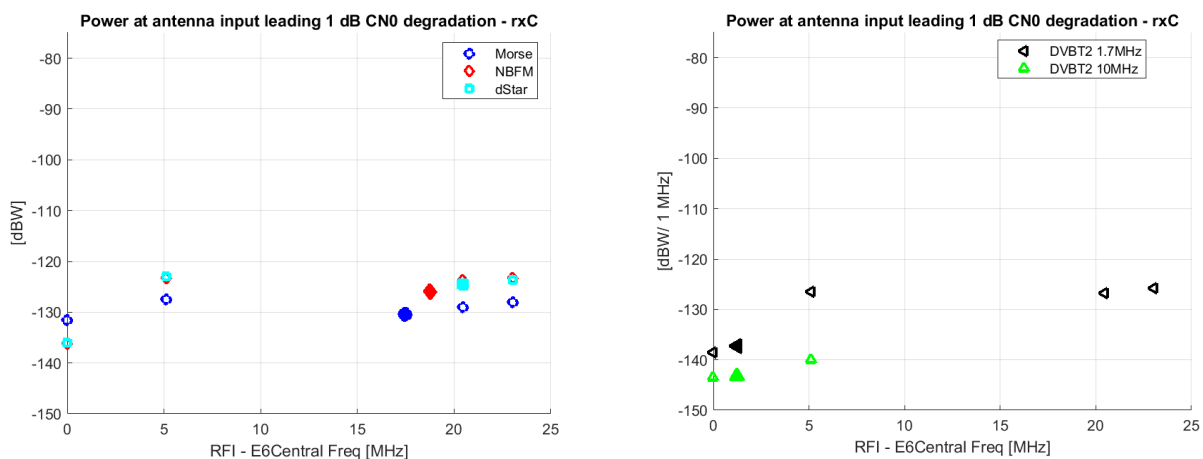 Power at antenna input leading 1 dB CN0 degradation - rxC
Morse
NBFM
dStar
-80
-90
-100
-110
-120
-130
-140
-150
[dBW]
0 5 10 15 20 25
RFI - E6Central Freq [MHz]
Power at antenna input leading 1 dB CN0 degradation - rxC
DVBT2 1.7MHz
DVBT2 10MHz
-80
-90
-100
-110
-120
-130
-140
-150
[dBW/ 1 MHz]
0 5 10 15 20 25
RFI - E6Central Freq [MHz]